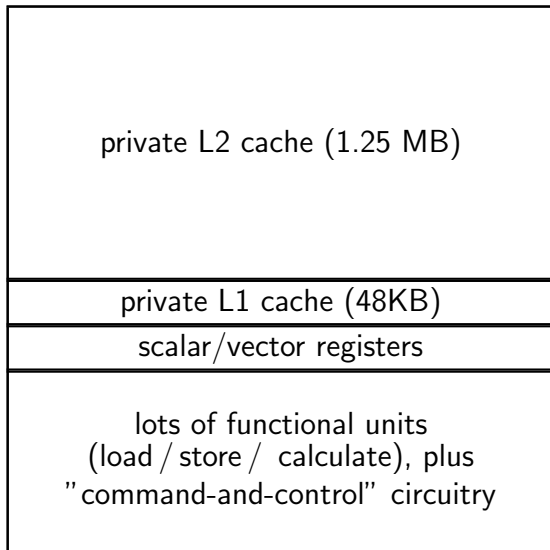 private L2 cache (1.25 MB)
private L1 cache (48KB)
scalar/vector registers
lots of functional units
(load / store / calculate), plus
”command-and-control” circuitry